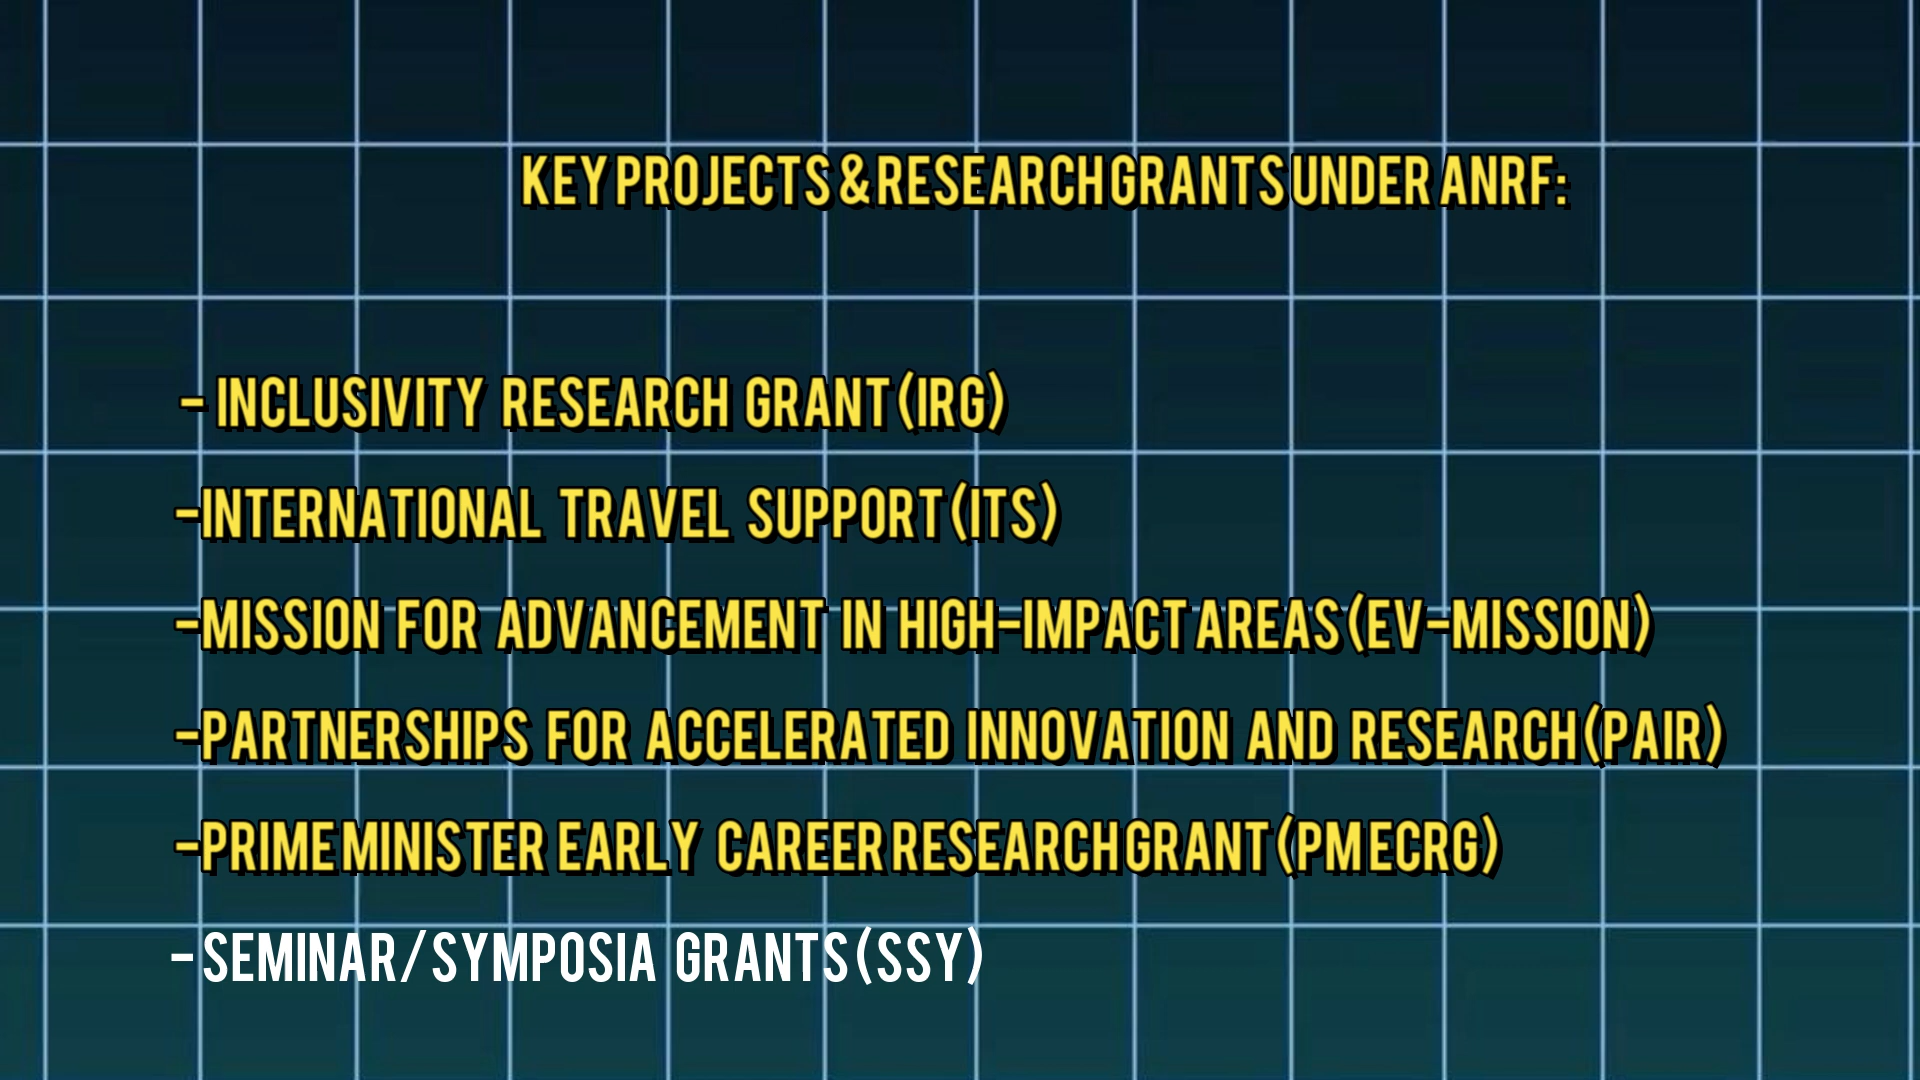 KEY PROJECTS & RESEARCH GRANTS UNDER ANRF:
- INCLUSIVITY RESEARCH GRANT (IRG)
-INTERNATIONAL TRAVEL SUPPORT (ITS)
-MISSION FOR ADVANCEMENT IN HIGH-IMPACT AREAS (EV-MISSION)
-PARTNERSHIPS FOR ACCELERATED INNOVATION AND RESEARCH (PAIR)
-PRIME MINISTER EARLY CAREER RESEARCH GRANT (PM ECRG)
- SEMINAR/SYMPOSIA GRANTS (SSY)